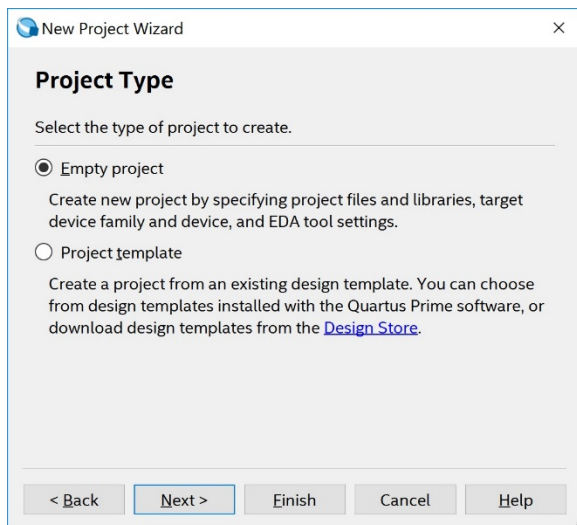 New Project Wizard
Project Type
Select the type of project to create.
Empty project
Create new project by specifying project files and libraries, target
device family and device, and EDA tool settings.
Project template
Create a project from an existing design template. You can choose
from design templates installed with the Quartus Prime software, or
download design templates from the Design Store.
< Back Next > Finish Cancel Help